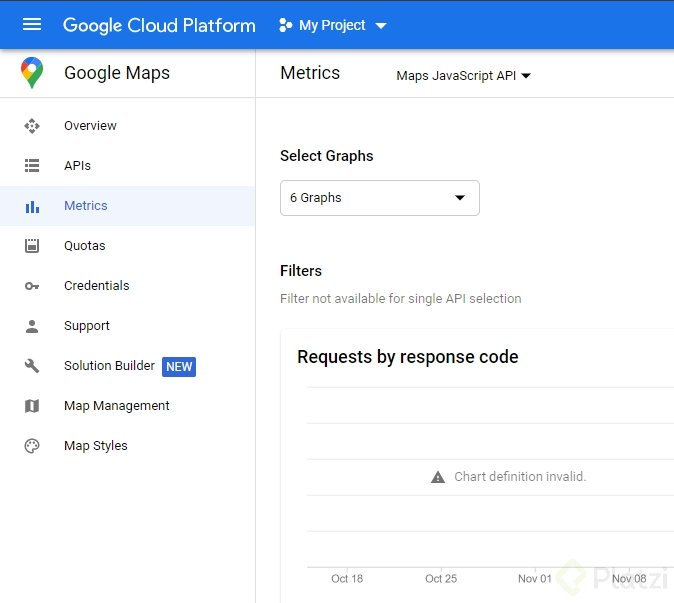 Google Cloud Platform My Project
Google Maps
Metrics Maps JavaScript API
Overview
APIs
Metrics
Quotas
Credentials
Support
Solution Builder NEW
Map Management
Map Styles
Select Graphs
6 Graphs
Filters
Filter not available for single API selection
Requests by response code
Chart definition invalid.
Oct 18 Oct 25 Nov 01 Nov 08
Platzi